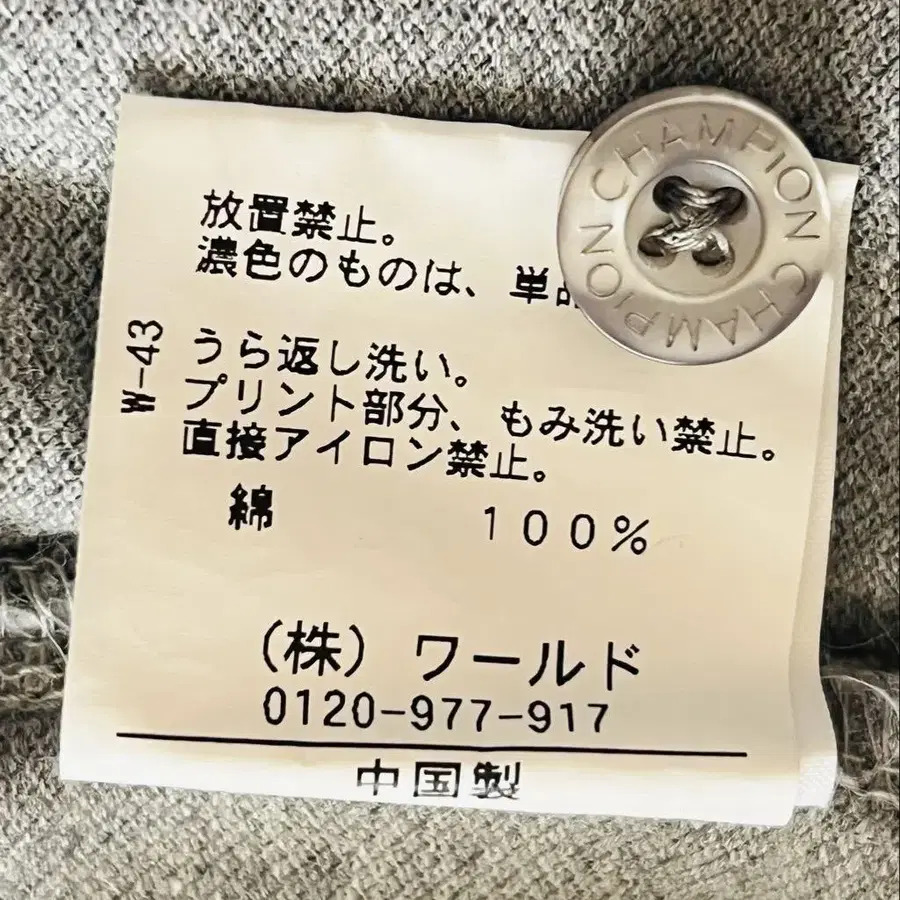 放置禁止。
濃色のものは、単品
うら返し洗い。
プリント部分、もみ洗い禁止。
直接アイロン禁止。
綿 100%
(株) ワールド
0120-977-917
中国製
W-43
CHAMPION CHAMPION